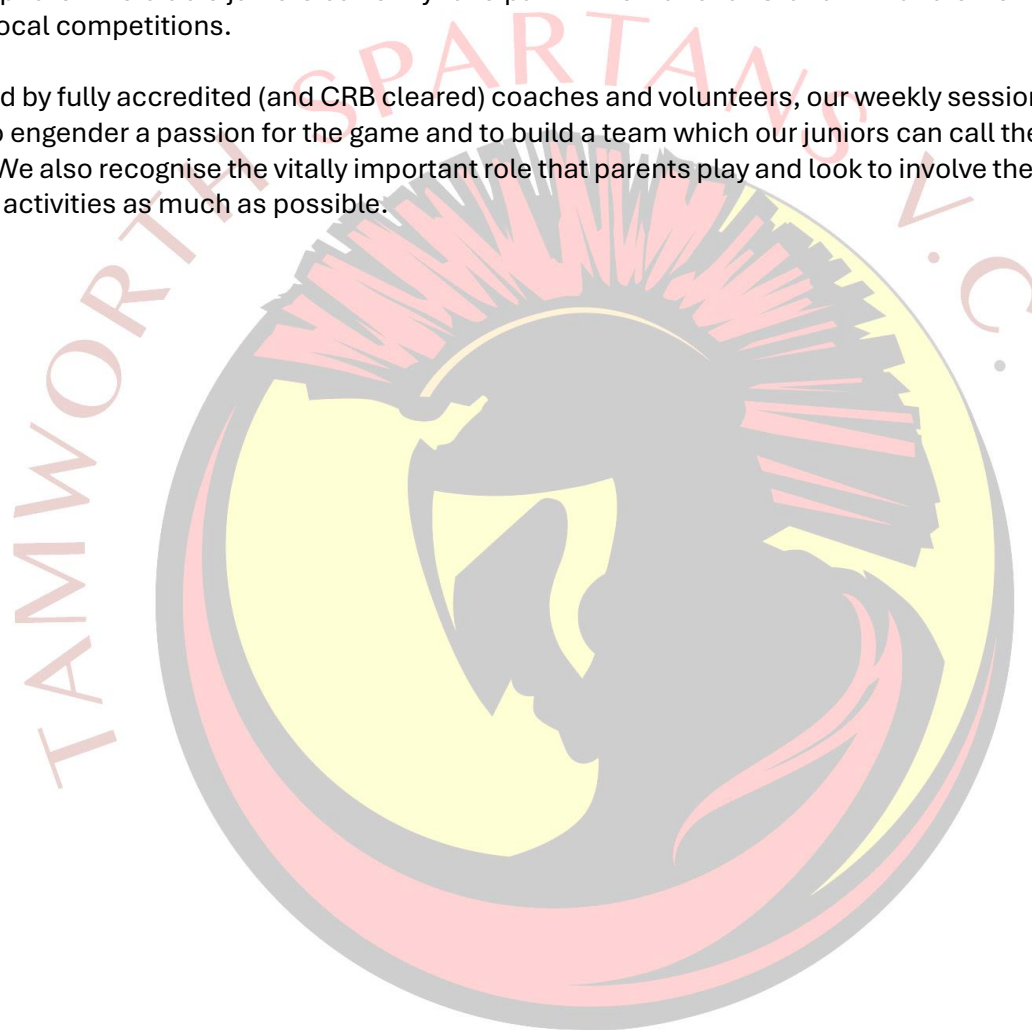 ocal competitions.
d by fully accredited (and CRB cleared) coaches and volunteers, our weekly session
o engender a passion for the game and to build a team which our juniors can call the
We also recognise the vitally important role that parents play and look to involve the
activities as much as possible.
TAMWORTH SPARTANS V.C.